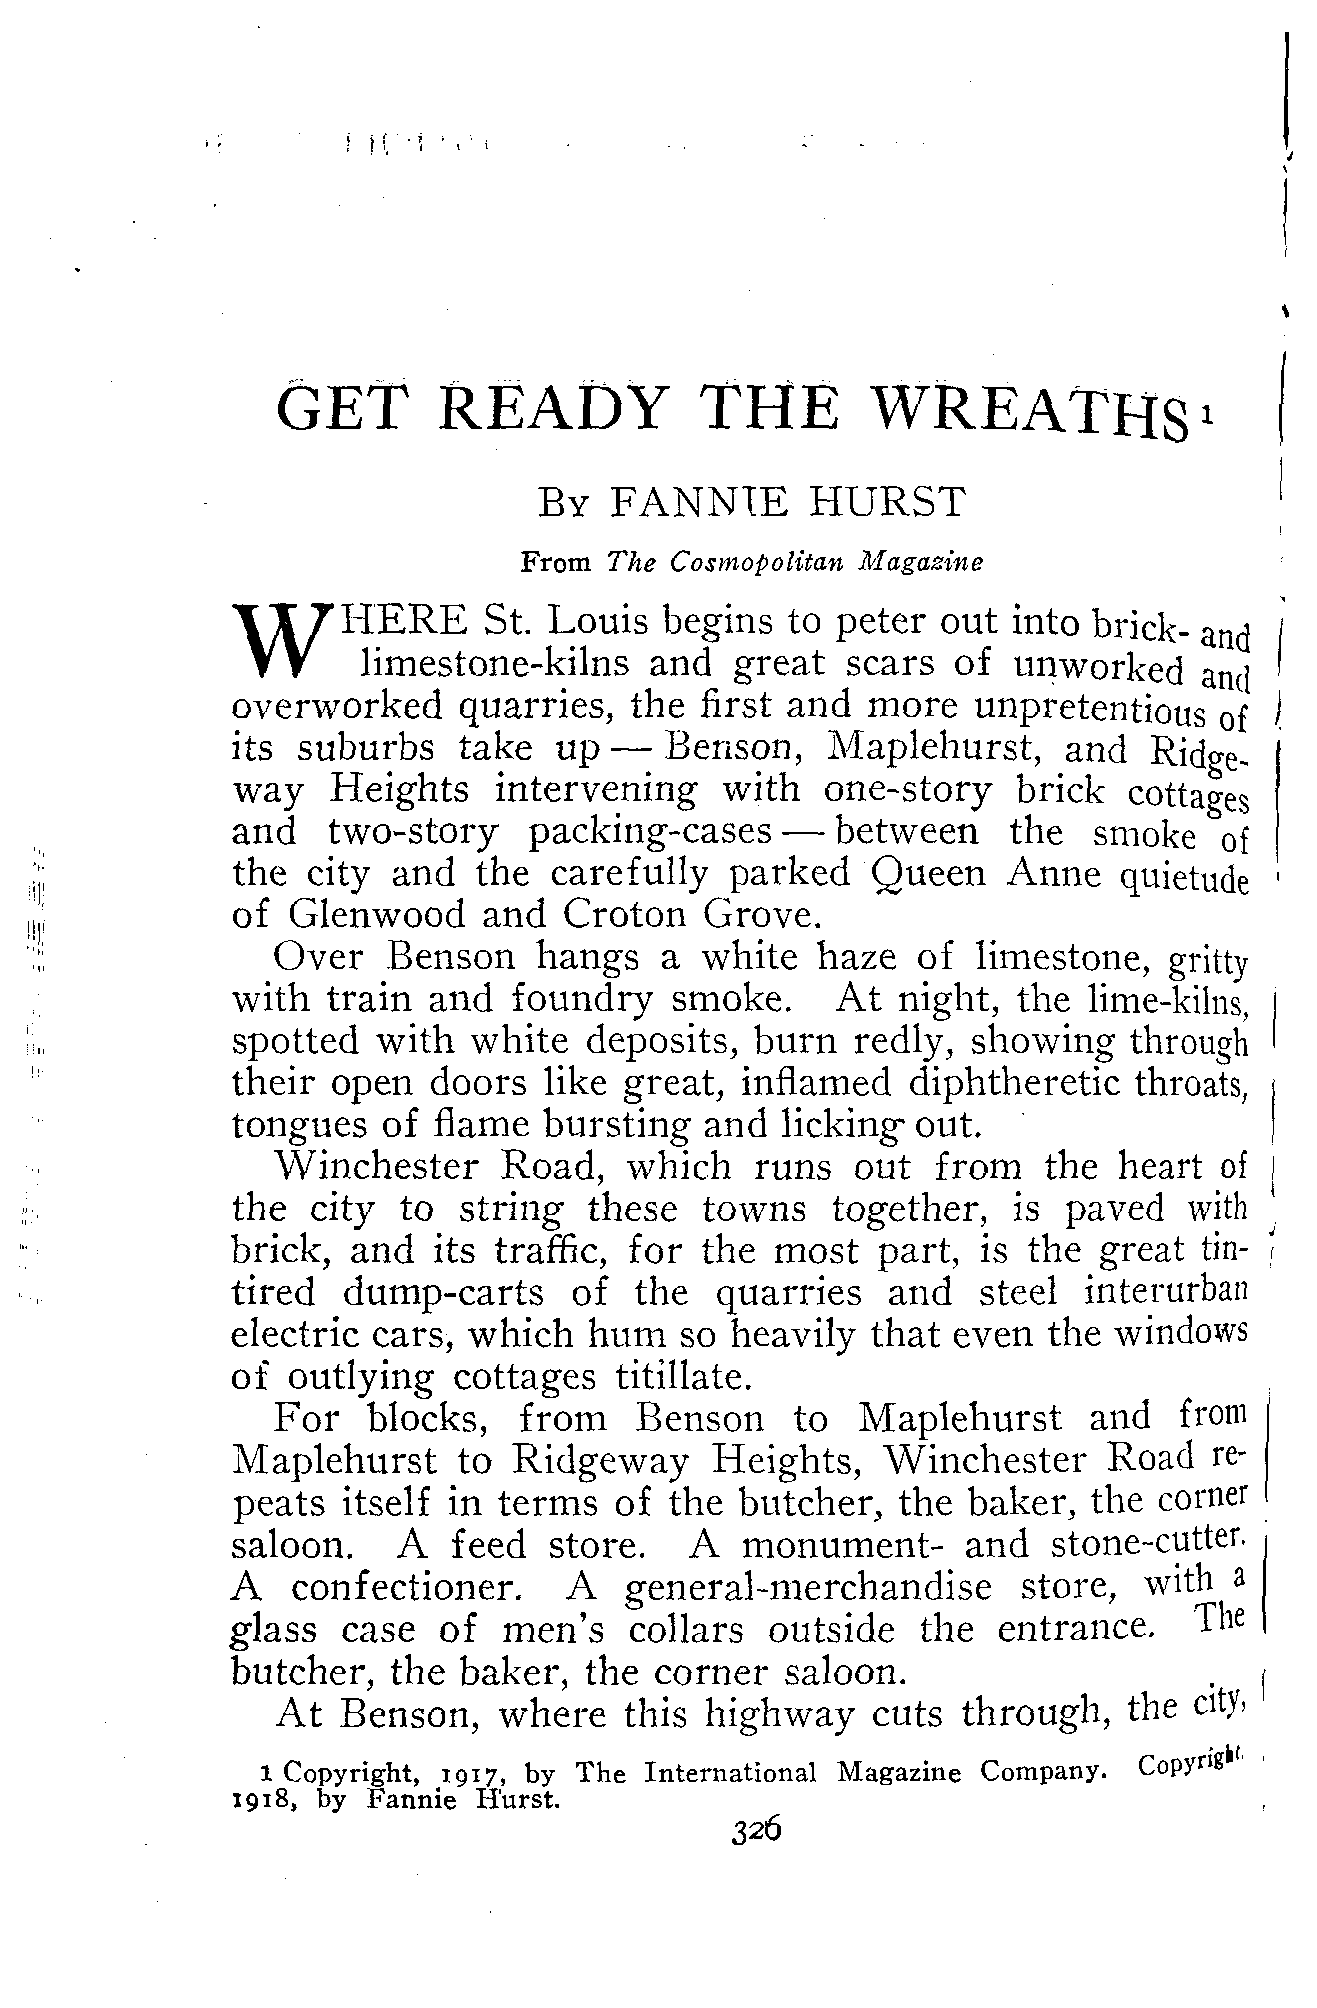 GET READY THE WREATHS¹
By FANNIE HURST
From The Cosmopolitan Magazine
WHERE St. Louis begins to peter out into brick- and
limestone-kilns and great scars of unworked and
overworked quarries, the first and more unpretentious of
its suburbs take up — Benson, Maplehurst, and Ridge-
way Heights intervening with one-story brick cottages
and two-story packing-cases — between the smoke of
the city and the carefully parked Queen Anne quietude
of Glenwood and Croton Grove.
Over Benson hangs a white haze of limestone, gritty
with train and foundry smoke. At night, the lime-kilns,
spotted with white deposits, burn redly, showing through
their open doors like great, inflamed diphtheretic throats,
tongues of flame bursting and licking out.
Winchester Road, which runs out from the heart of
the city to string these towns together, is paved with
brick, and its traffic, for the most part, is the great tin-
tired dump-carts of the quarries and steel interurban
electric cars, which hum so heavily that even the windows
of outlying cottages titillate.
For blocks, from Benson to Maplehurst and from
Maplehurst to Ridgeway Heights, Winchester Road re-
peats itself in terms of the butcher, the baker, the corner
saloon. A feed store. A monument- and stone-cutter.
A confectioner. A general-merchandise store, with a
glass case of men's collars outside the entrance. The
butcher, the baker, the corner saloon.
At Benson, where this highway cuts through, the city,
1 Copyright, 1917, by The International Magazine Company. Copyright,
1918, by Fannie Hurst.
326